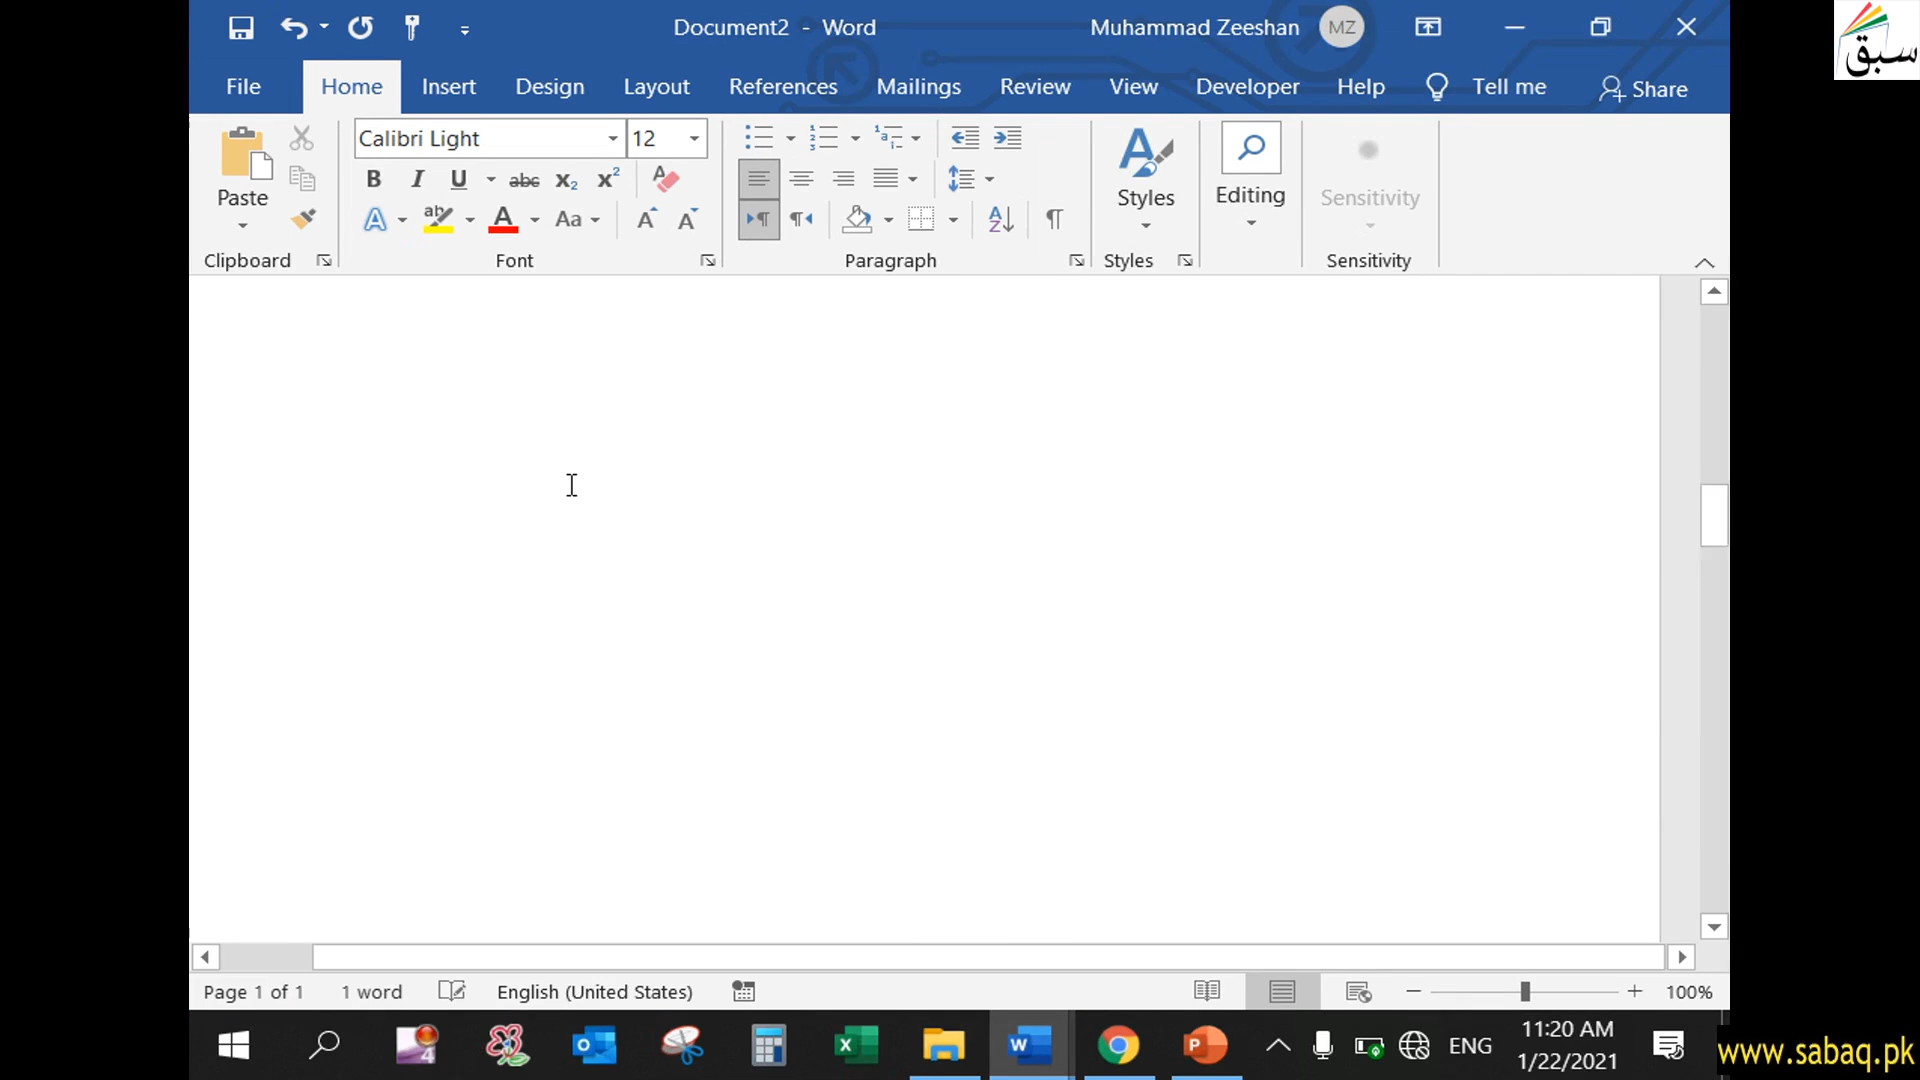 Document2 - Word
Muhammad Zeeshan
MZ
سبق
File
Home
Insert
Design
Layout
References
Mailings
Review
View
Developer
Help
Tell me
Share
Paste
Calibri Light
12
Styles
Editing
Sensitivity
Clipboard
Font
Paragraph
Styles
Sensitivity
Page 1 of 1
1 word
English (United States)
100%
ENG
11:20 AM
1/22/2021
www.sabaq.pk